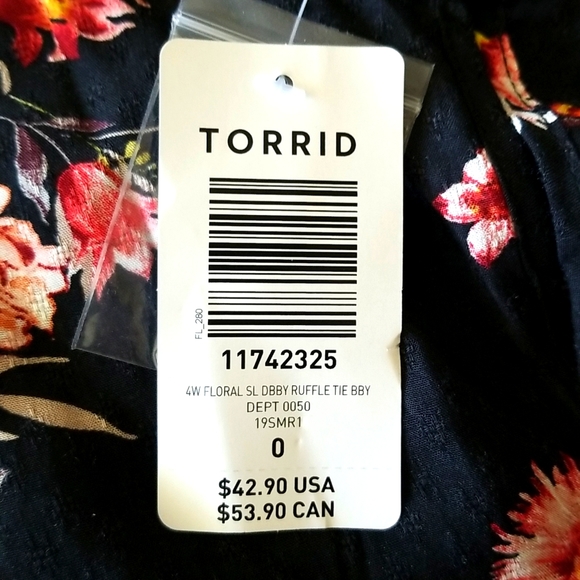 TORRID
FL_280
11742325
4W FLORAL SL DBBY RUFFLE TIE BBY
DEPT 0050
19SMR1
0
$42.90 USA
$53.90 CAN